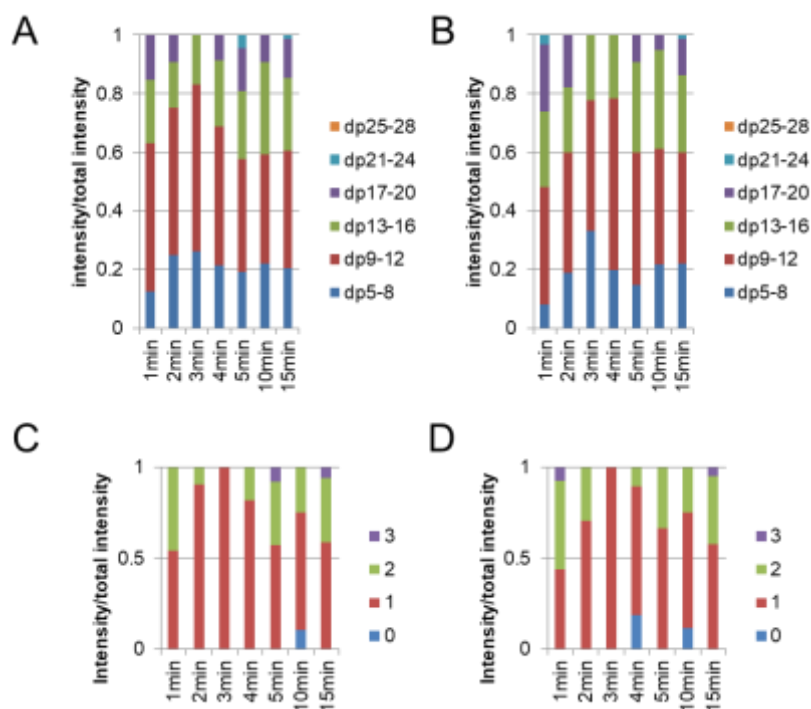 A
intensity/total intensity
1
0.8
0.6
0.4
0.2
0
1min
2min
3min
4min
5min
10min
15min
dp25-28
dp21-24
dp17-20
dp13-16
dp9-12
dp5-8
B
intensity/total intensity
1
0.8
0.6
0.4
0.2
0
1min
2min
3min
4min
5min
10min
15min
dp25-28
dp21-24
dp17-20
dp13-16
dp9-12
dp5-8
C
Intensity/total intensity
1
0.5
0
1min
2min
3min
4min
5min
10min
15min
3
2
1
0
D
Intensity/total intensity
1
0.5
0
1min
2min
3min
4min
5min
10min
15min
3
2
1
0